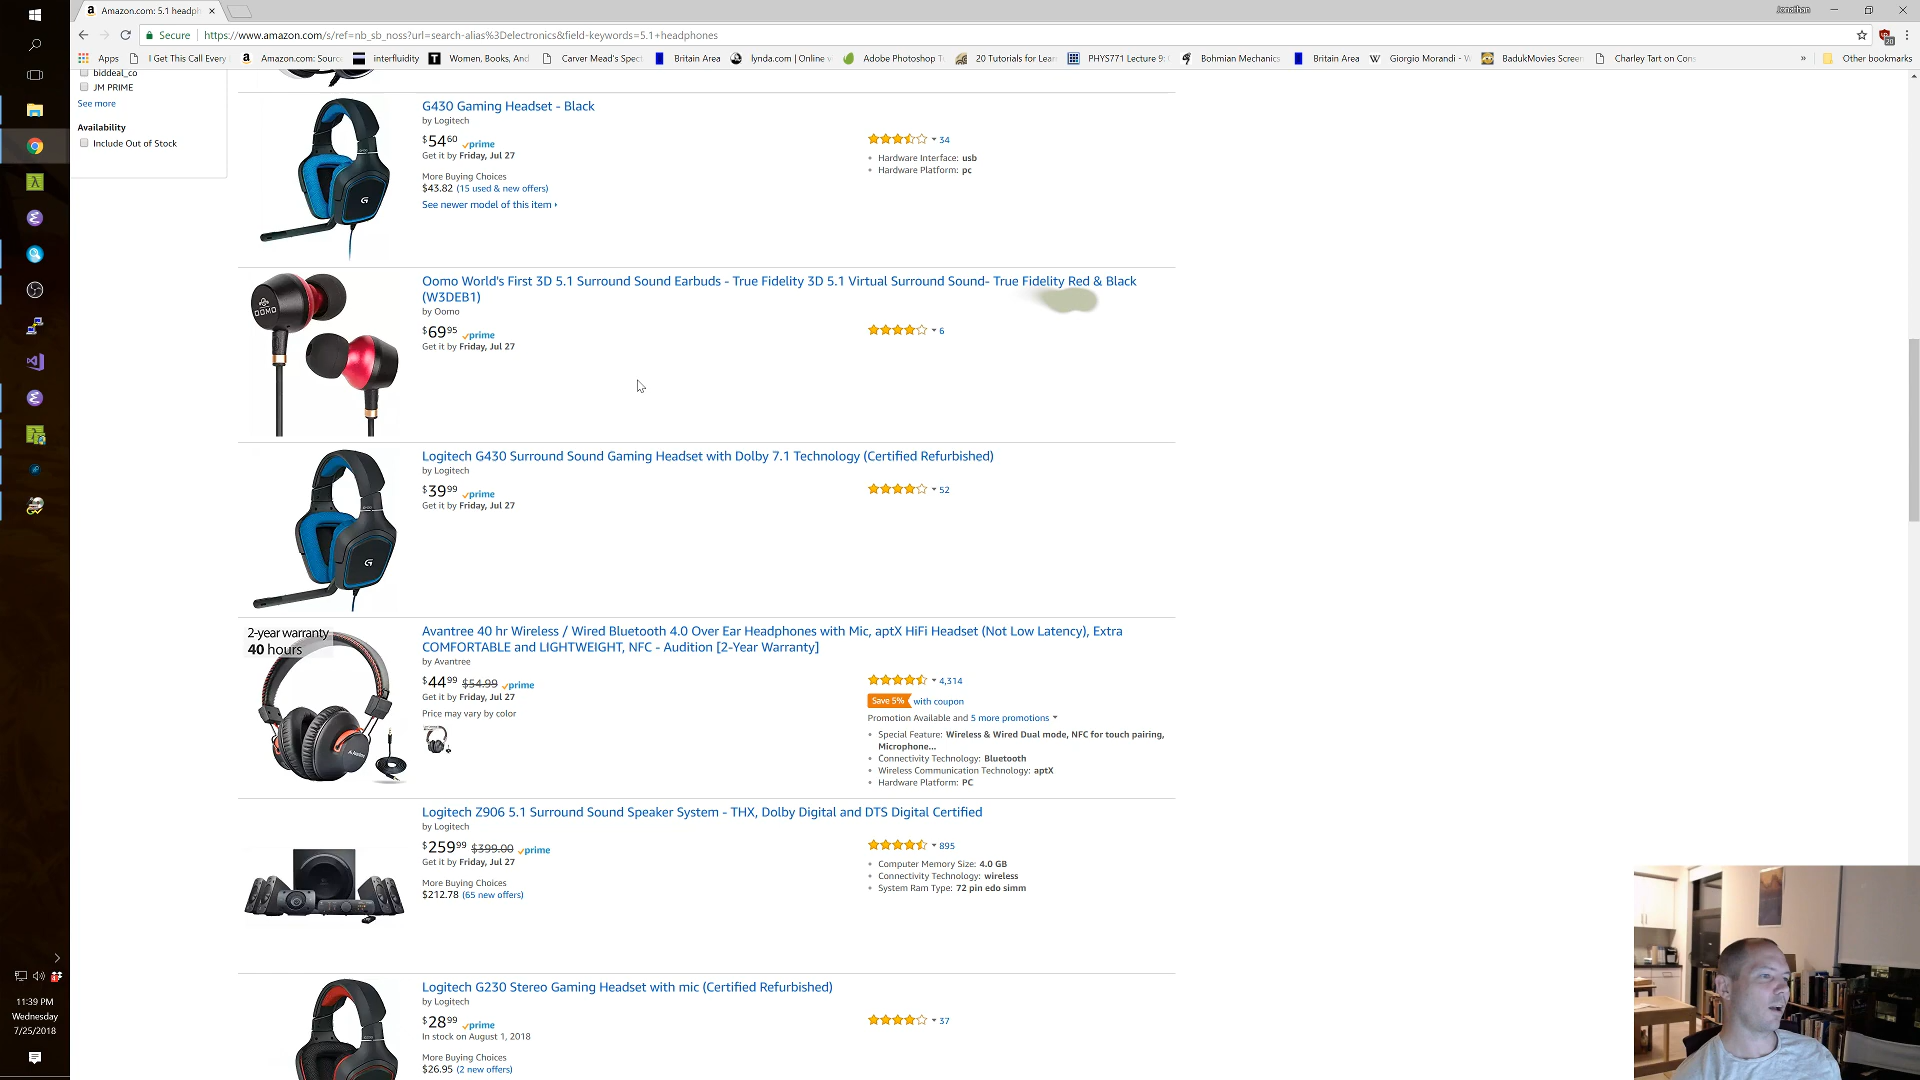 Amazon.com: 5.1 headph
Jonathan
Secure
https://www.amazon.com/s/ref=nb_sb_noss?url=search-alias%3Delectronics&field-keywords=5.1+headphones
Apps
I Get This Call Every
Amazon.com: Sourc
interfluidity
Women, Books, And
Carver Mead's Spect
Britain Area
lynda.com | Online vi
Adobe Photoshop T
20 Tutorials for Lear
PHYS771 Lecture 9:
Bohmian Mechanics
Britain Area
Giorgio Morandi - W
BadukMovies Screen
Charley Tart on Cons
»
Other bookmarks
biddeal_co
JM PRIME
See more
Availability
Include Out of Stock
G430 Gaming Headset - Black
by Logitech
$5460 prime
Get it by Friday, Jul 27
More Buying Choices
$43.82 (15 used & new offers)
See newer model of this item
34
Hardware Interface: usb
Hardware Platform: pc
OOMO
Oomo World's First 3D 5.1 Surround Sound Earbuds - True Fidelity 3D 5.1 Virtual Surround Sound- True Fidelity Red & Black
(W3DEB1)
by Oomo
$6995 prime
Get it by Friday, Jul 27
6
Logitech G430 Surround Sound Gaming Headset with Dolby 7.1 Technology (Certified Refurbished)
by Logitech
$3999 prime
Get it by Friday, Jul 27
52
2-year warranty
40 hours
Avantree 40 hr Wireless / Wired Bluetooth 4.0 Over Ear Headphones with Mic, aptX HiFi Headset (Not Low Latency), Extra
COMFORTABLE and LIGHTWEIGHT, NFC - Audition [2-Year Warranty]
by Avantree
$4499 $54.99 prime
Get it by Friday, Jul 27
Price may vary by color
4,314
Save 5% with coupon
Promotion Available and 5 more promotions
Special Feature: Wireless & Wired Dual mode, NFC for touch pairing,
Microphone...
Connectivity Technology: Bluetooth
Wireless Communication Technology: aptX
Hardware Platform: PC
Logitech Z906 5.1 Surround Sound Speaker System - THX, Dolby Digital and DTS Digital Certified
by Logitech
$25999 $399.00 prime
Get it by Friday, Jul 27
More Buying Choices
$212.78 (65 new offers)
895
Computer Memory Size: 4.0 GB
Connectivity Technology: wireless
System Ram Type: 72 pin edo simm
Logitech G230 Stereo Gaming Headset with mic (Certified Refurbished)
by Logitech
$2899 prime
In stock on August 1, 2018
More Buying Choices
$26.95 (2 new offers)
37
11:39 PM
Wednesday
7/25/2018